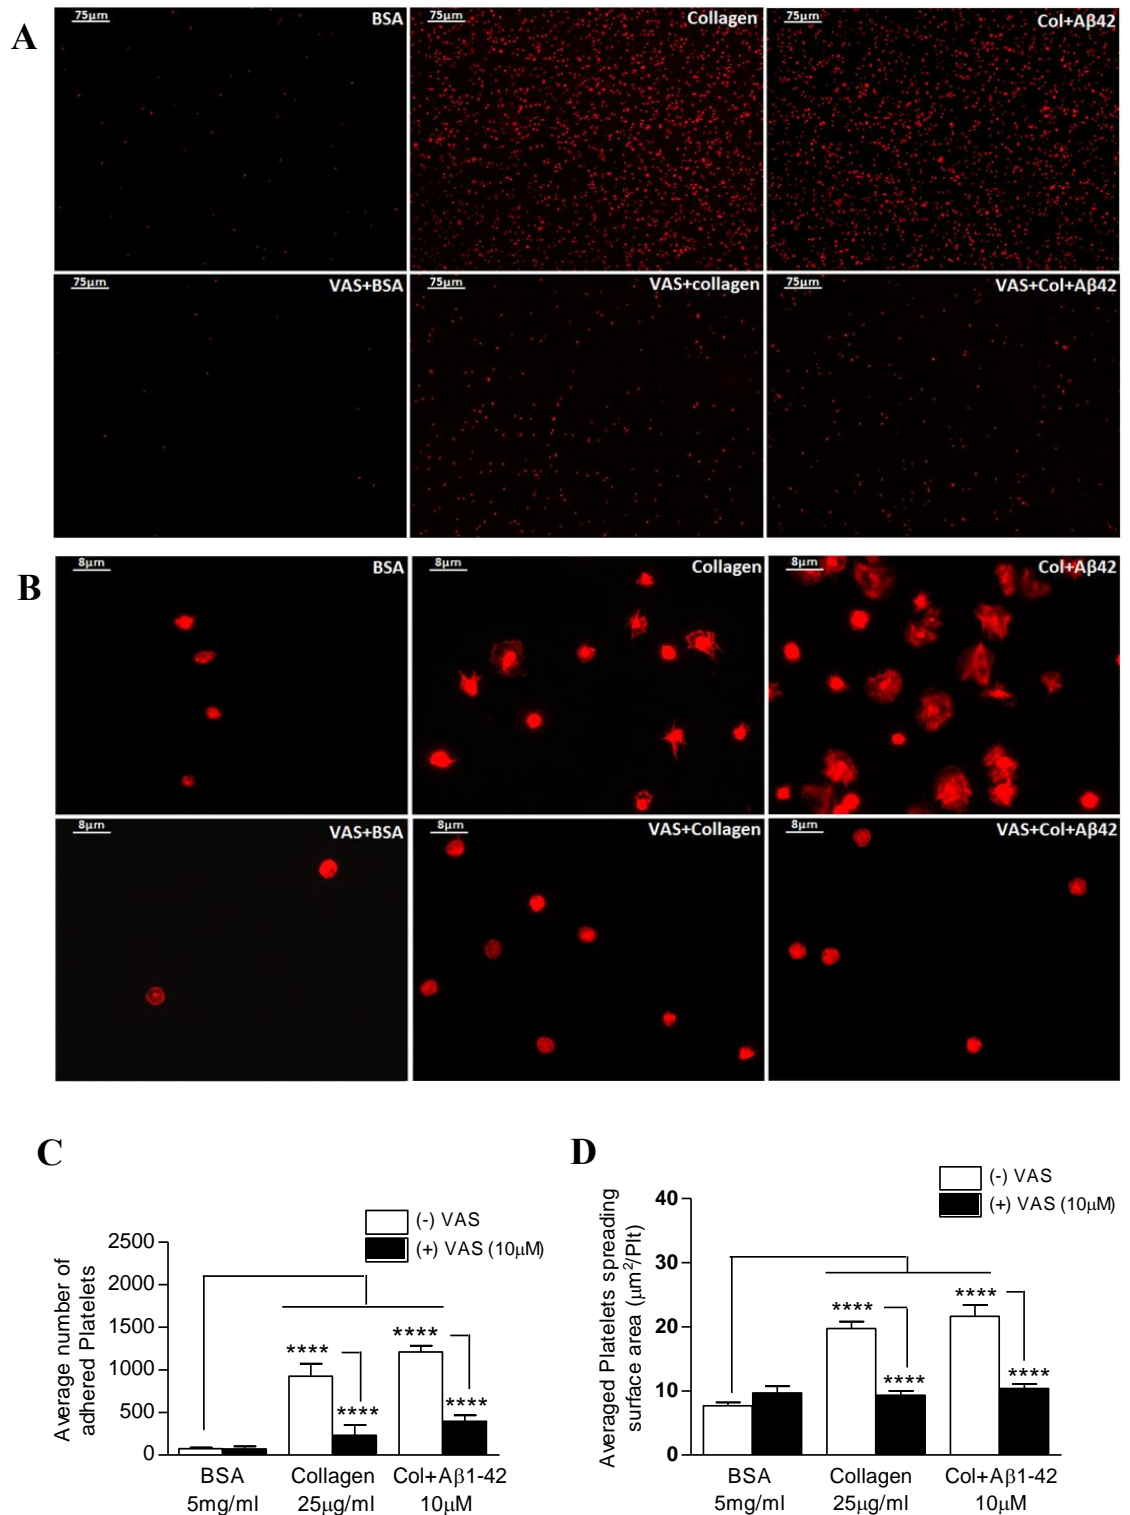 A
75μm BSA
75μm Collagen
75μm Col+Aβ42
75μm VAS+BSA
75μm VAS+collagen
75μm VAS+Col+Aβ42
B
8μm BSA
8μm Collagen
8μm Col+Aβ42
8μm VAS+BSA
8μm VAS+Collagen
8μm VAS+Col+Aβ42
C
(-) VAS
(+) VAS (10μM)
Average number of
adhered Platelets
2500
2000
1500
1000
500
0
****
****
****
****
BSA Collagen Col+Aβ1-42
5mg/ml 25μg/ml 10μM
D
(-) VAS
(+) VAS (10μM)
Averaged Platelets spreading
surface area (μm²/Plt)
40
30
20
10
0
****
****
****
****
BSA Collagen Col+Aβ1-42
5mg/ml 25μg/ml 10μM